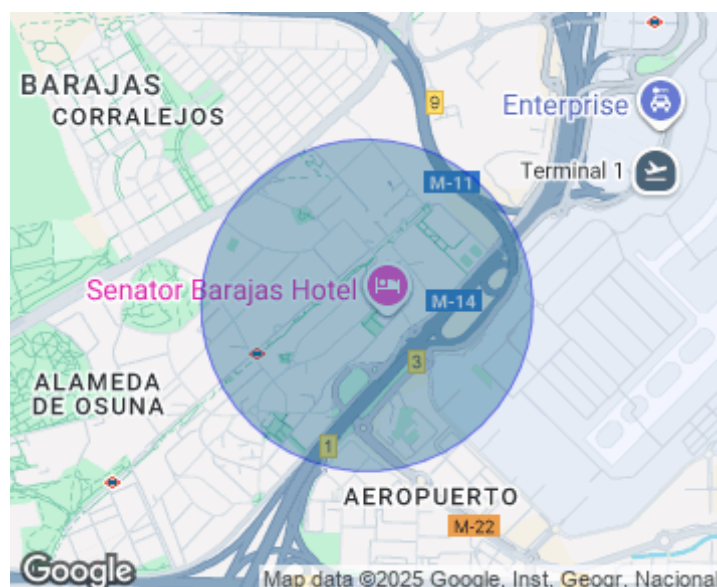 BARAJAS
CORRALEJOS
9
Enterprise
Terminal 1
M-11
Senator Barajas Hotel
M-14
3
ALAMEDA
DE OSUNA
1
AEROPUERTO
M-22
Google
Map data ©2025 Google, Inst. Geogr. Nacional